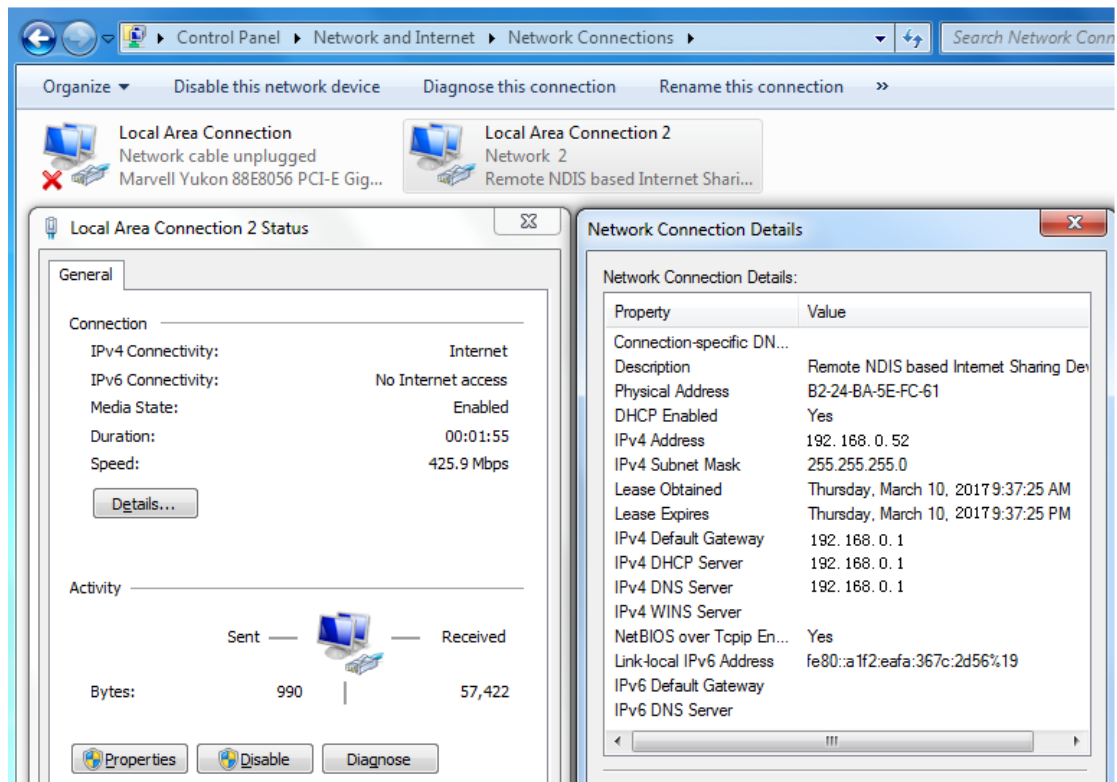 Control Panel Network and Internet Network Connections Search Network Conn
Organize Disable this network device Diagnose this connection Rename this connection »
Local Area Connection
Network cable unplugged
Marvell Yukon 88E8056 PCI-E Gig...
Local Area Connection 2
Network 2
Remote NDIS based Internet Shari...
Local Area Connection 2 Status
General
Connection
IPv4 Connectivity: Internet
IPv6 Connectivity: No Internet access
Media State: Enabled
Duration: 00:01:55
Speed: 425.9 Mbps
Details...
Activity
Sent Received
Bytes: 990 57,422
Properties Disable Diagnose
Network Connection Details
Network Connection Details:
Property Value
Connection-specific DN...
Description Remote NDIS based Internet Sharing Dev
Physical Address B2-24-BA-5E-FC-61
DHCP Enabled Yes
IPv4 Address 192.168.0.52
IPv4 Subnet Mask 255.255.255.0
Lease Obtained Thursday, March 10, 2017 9:37:25 AM
Lease Expires Thursday, March 10, 2017 9:37:25 PM
IPv4 Default Gateway 192.168.0.1
IPv4 DHCP Server 192.168.0.1
IPv4 DNS Server 192.168.0.1
IPv4 WINS Server
NetBIOS over Tcpip En... Yes
Link-local IPv6 Address fe80::a1f2:eafa:367c:2d56%19
IPv6 Default Gateway
IPv6 DNS Server